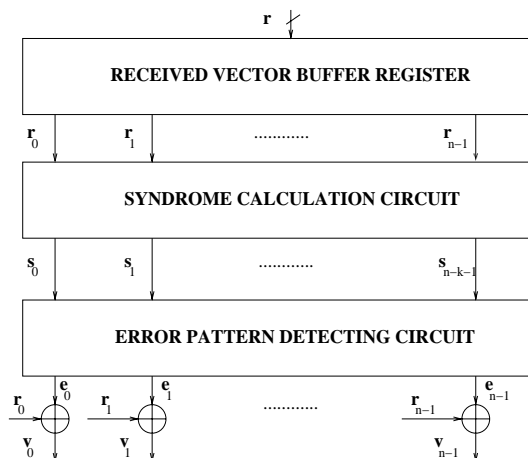 r
RECEIVED VECTOR BUFFER REGISTER
r0 r1 ............ rn−1
SYNDROME CALCULATION CIRCUIT
s0 s1 ............ sn−k−1
ERROR PATTERN DETECTING CIRCUIT
e0 e1 en−1
r0 r1 ............ rn−1
v0 v1 vn−1